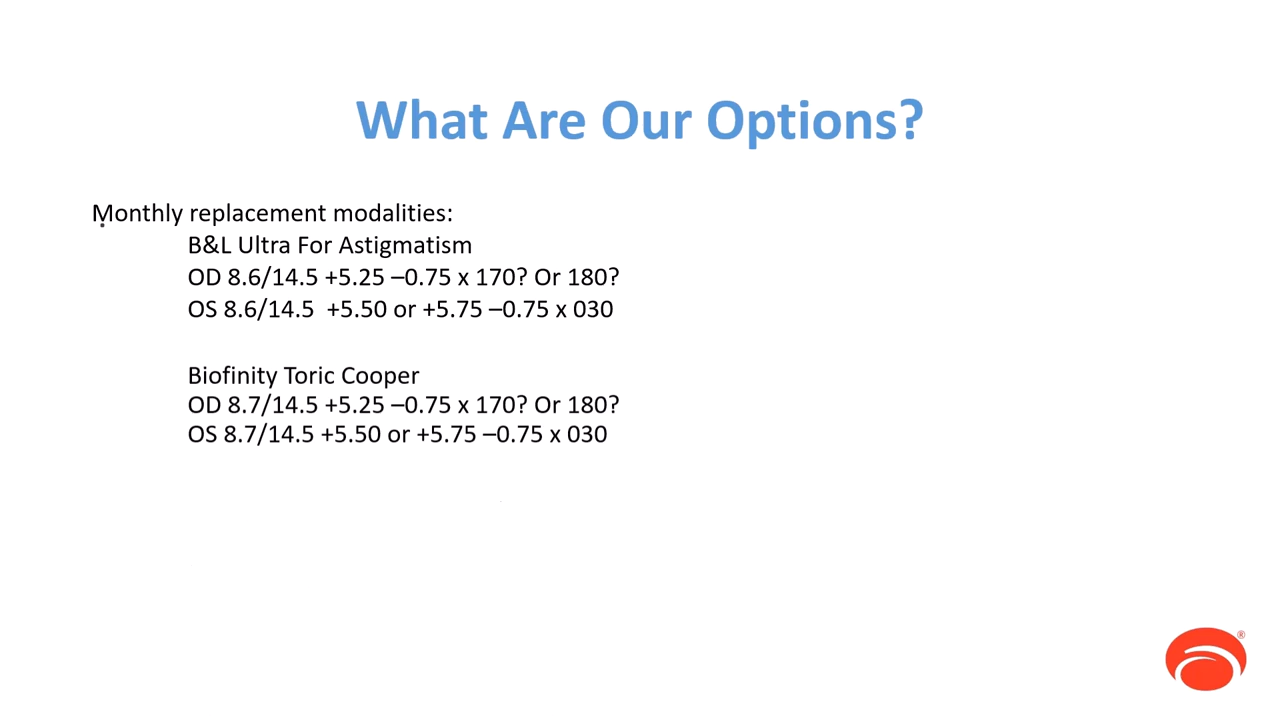 What Are Our Options?
Monthly replacement modalities:
B&L Ultra For Astigmatism
OD 8.6/14.5 +5.25 –0.75 x 170? Or 180?
OS 8.6/14.5  +5.50 or +5.75 –0.75 x 030
Biofinity Toric Cooper
OD 8.7/14.5 +5.25 –0.75 x 170? Or 180?
OS 8.7/14.5 +5.50 or +5.75 –0.75 x 030
®